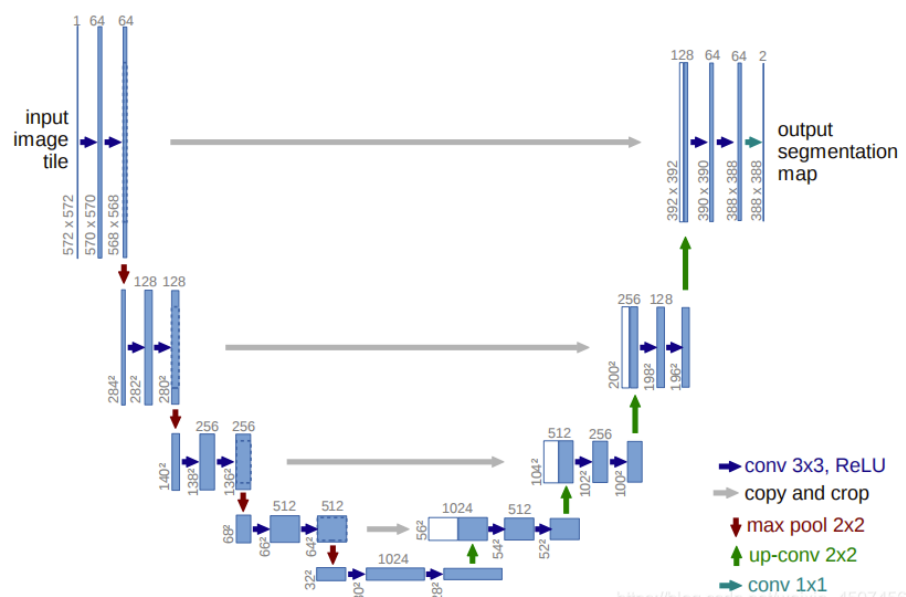 1 64 64
input
image
tile
572 x 572
570 x 570
568 x 568
128 64 64 2
output
segmentation
map
392 x 392
390 x 390
388 x 388
388 x 388
128 128
284²
282²
280²
256 128
200²
198²
196²
256 256
140²
138²
136²
512 256
104²
102²
100²
512 512
68²
66²
64²
1024 512
56²
54²
52²
1024
32²
conv 3x3, ReLU
copy and crop
max pool 2x2
up-conv 2x2
conv 1x1